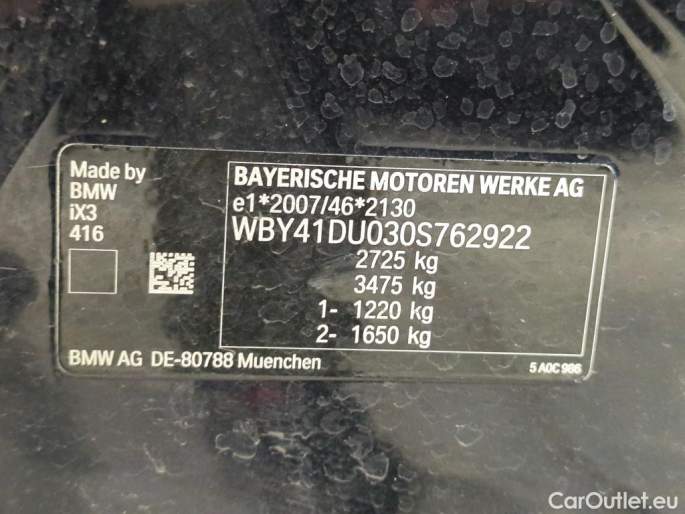 Made by
BMW
iX3
416
BAYERISCHE MOTOREN WERKE AG
e1*2007/46*2130
WBY41DU030S762922
2725 kg
3475 kg
1- 1220 kg
2- 1650 kg
BMW AG DE-80788 Muenchen
5 A0C 986
CarOutlet.eu